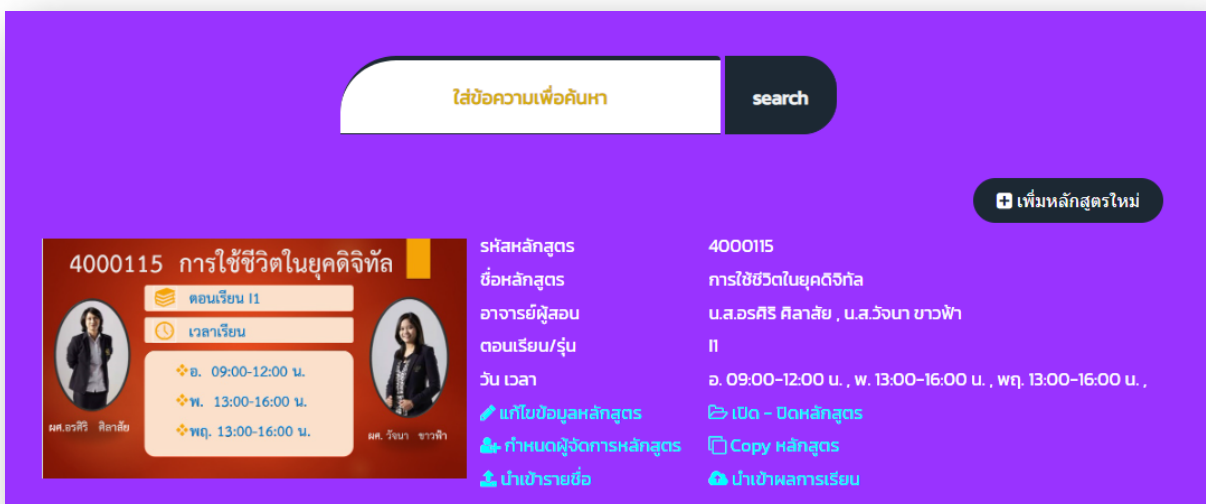 ใส่ข้อความเพื่อค้นหา search
เพิ่มหลักสูตรใหม่
4000115 การใช้ชีวิตในยุคดิจิทัล
ตอนเรียน I1
เวลาเรียน
อ. 09:00-12:00 น.
พ. 13:00-16:00 น.
พฤ. 13:00-16:00 น.
ผศ.อรศิริ ศิลาสัย
ผศ. วัจนา ขาวฟ้า
รหัสหลักสูตร 4000115
ชื่อหลักสูตร การใช้ชีวิตในยุคดิจิทัล
อาจารย์ผู้สอน น.ส.อรศิริ ศิลาสัย , น.ส.วัจนา ขาวฟ้า
ตอนเรียน/รุ่น I1
วัน เวลา อ. 09:00-12:00 น. , พ. 13:00-16:00 น. , พฤ. 13:00-16:00 น. ,
แก้ไขข้อมูลหลักสูตร เปิด - ปิดหลักสูตร
กำหนดผู้จัดการหลักสูตร Copy หลักสูตร
นำเข้ารายชื่อ นำเข้าผลการเรียน